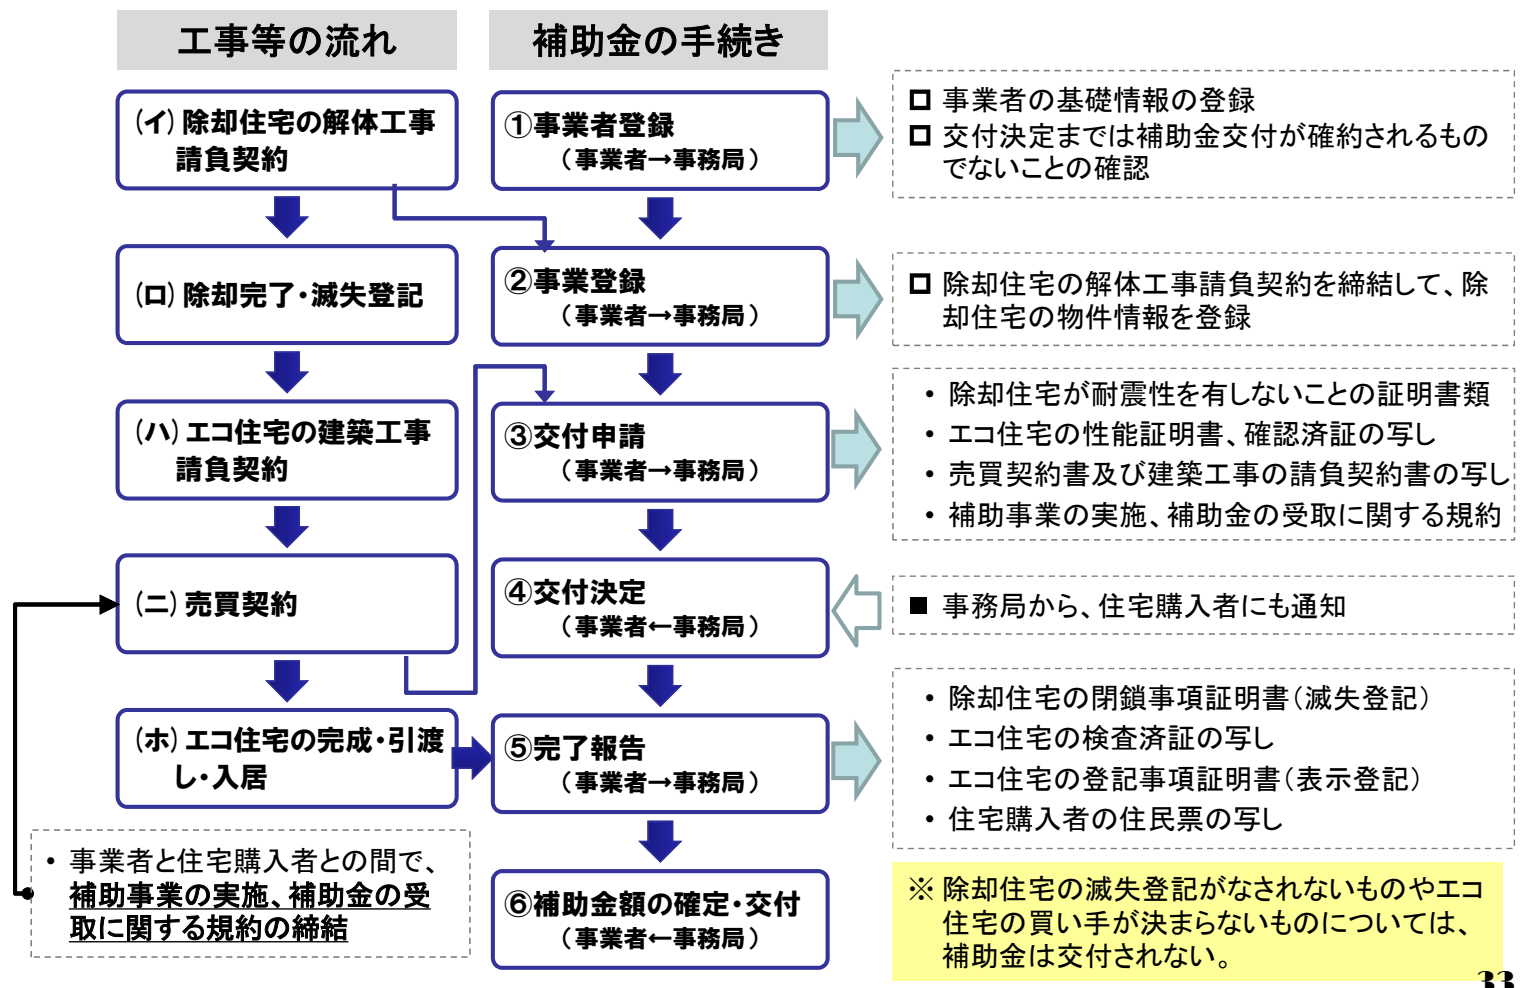 工事等の流れ
(イ)除却住宅の解体工事
請負契約
(ロ)除却完了・滅失登記
(ハ)エコ住宅の建築工事
請負契約
(ニ)売買契約
(ホ)エコ住宅の完成・引渡
し・入居
・事業者と住宅購入者との間で、
補助事業の実施、補助金の受
取に関する規約の締結
補助金の手続き
①事業者登録
（事業者→事務局）
②事業登録
（事業者→事務局）
③交付申請
（事業者→事務局）
④交付決定
（事業者←事務局）
⑤完了報告
（事業者→事務局）
⑥補助金額の確定・交付
（事業者←事務局）
□ 事業者の基礎情報の登録
□ 交付決定までは補助金交付が確約されるもの
でないことの確認
□ 除却住宅の解体工事請負契約を締結して、除
却住宅の物件情報を登録
・除却住宅が耐震性を有しないことの証明書類
・エコ住宅の性能証明書、確認済証の写し
・売買契約書及び建築工事の請負契約書の写し
・補助事業の実施、補助金の受取に関する規約
■ 事務局から、住宅購入者にも通知
・除却住宅の閉鎖事項証明書（滅失登記）
・エコ住宅の検査済証の写し
・エコ住宅の登記事項証明書（表示登記）
・住宅購入者の住民票の写し
※ 除却住宅の滅失登記がなされないものやエコ
住宅の買い手が決まらないものについては、
補助金は交付されない。
33